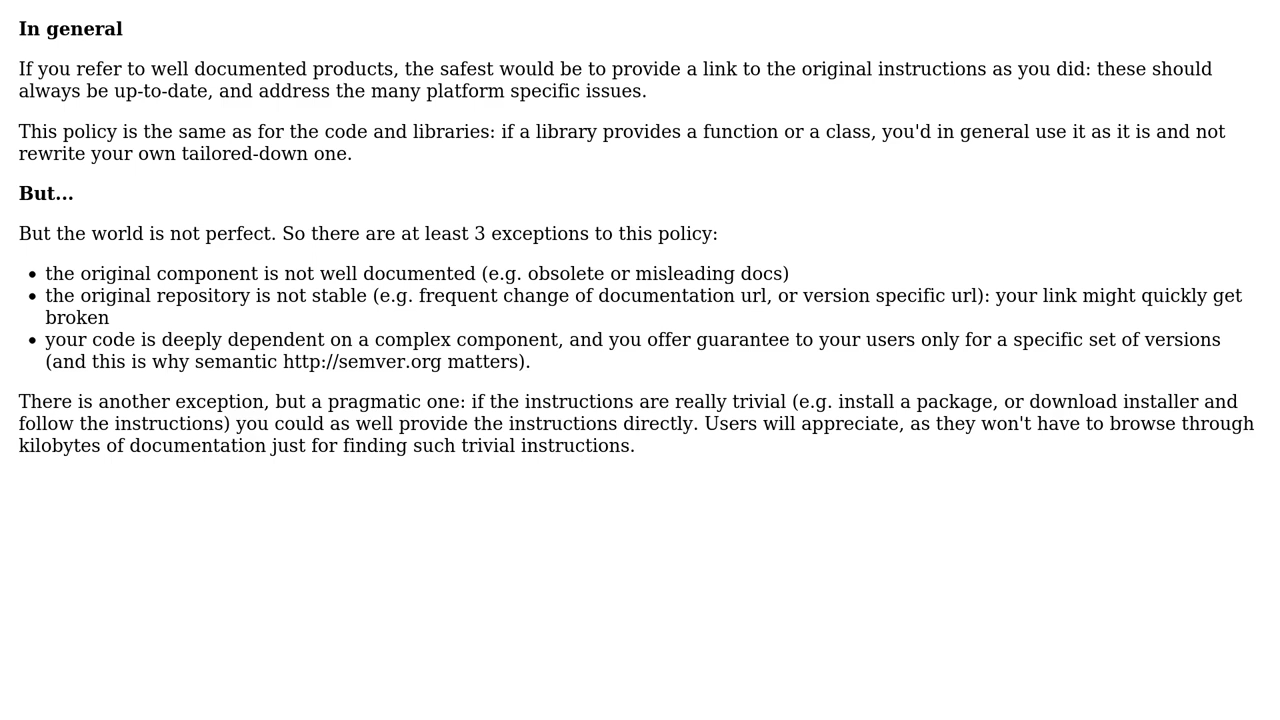 In general
If you refer to well documented products, the safest would be to provide a link to the original instructions as you did: these should
always be up-to-date, and address the many platform specific issues.
This policy is the same as for the code and libraries: if a library provides a function or a class, you'd in general use it as it is and not
rewrite your own tailored-down one.
But...
But the world is not perfect. So there are at least 3 exceptions to this policy:
• the original component is not well documented (e.g. obsolete or misleading docs)
• the original repository is not stable (e.g. frequent change of documentation url, or version specific url): your link might quickly get
broken
• your code is deeply dependent on a complex component, and you offer guarantee to your users only for a specific set of versions
(and this is why semantic http://semver.org matters).
There is another exception, but a pragmatic one: if the instructions are really trivial (e.g. install a package, or download installer and
follow the instructions) you could as well provide the instructions directly. Users will appreciate, as they won't have to browse through
kilobytes of documentation just for finding such trivial instructions.